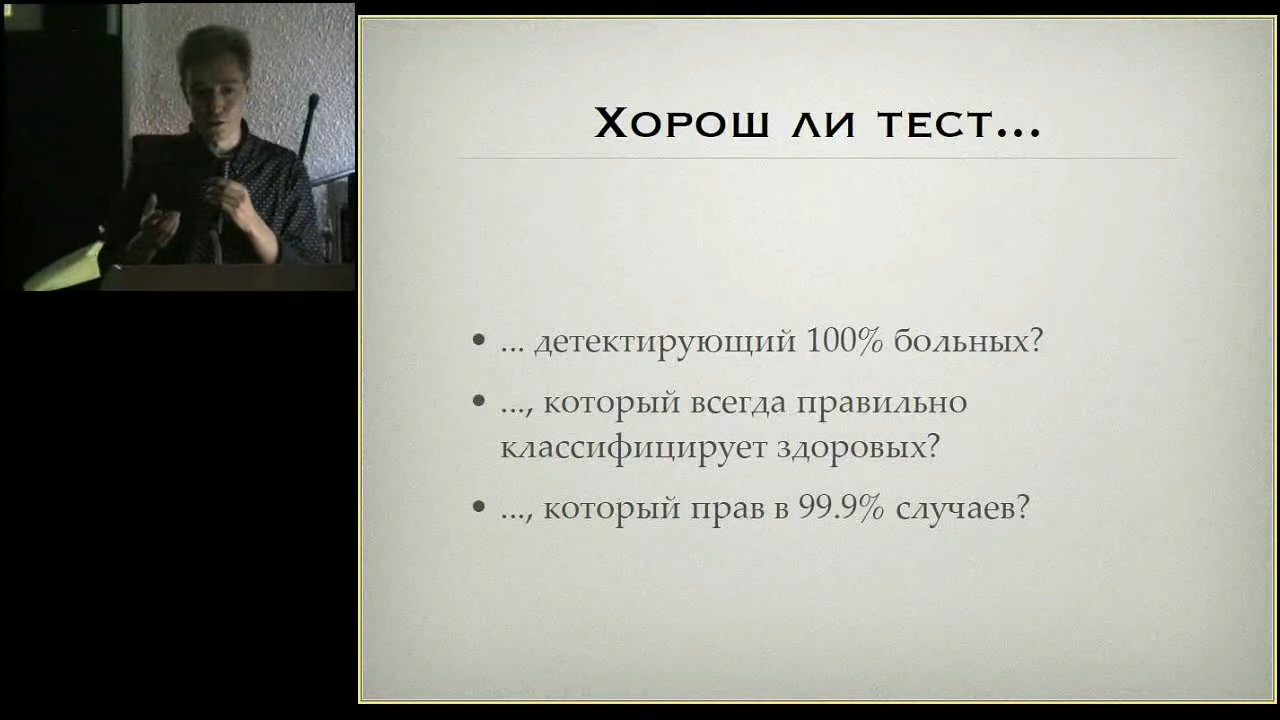 Хорош ли тест...
• ... детектирующий 100% больных?
• ..., который всегда правильно
классифицирует здоровых?
• ..., который прав в 99.9% случаев?